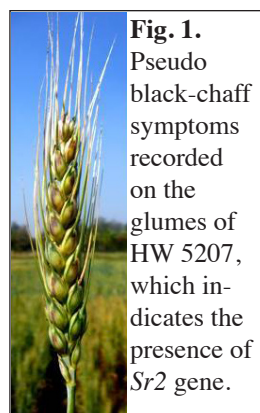 Fig. 1.
Pseudo
black-chaff
symptoms
recorded
on the
glumes of
HW 5207,
which in-
dicates the
presence of
Sr2 gene.